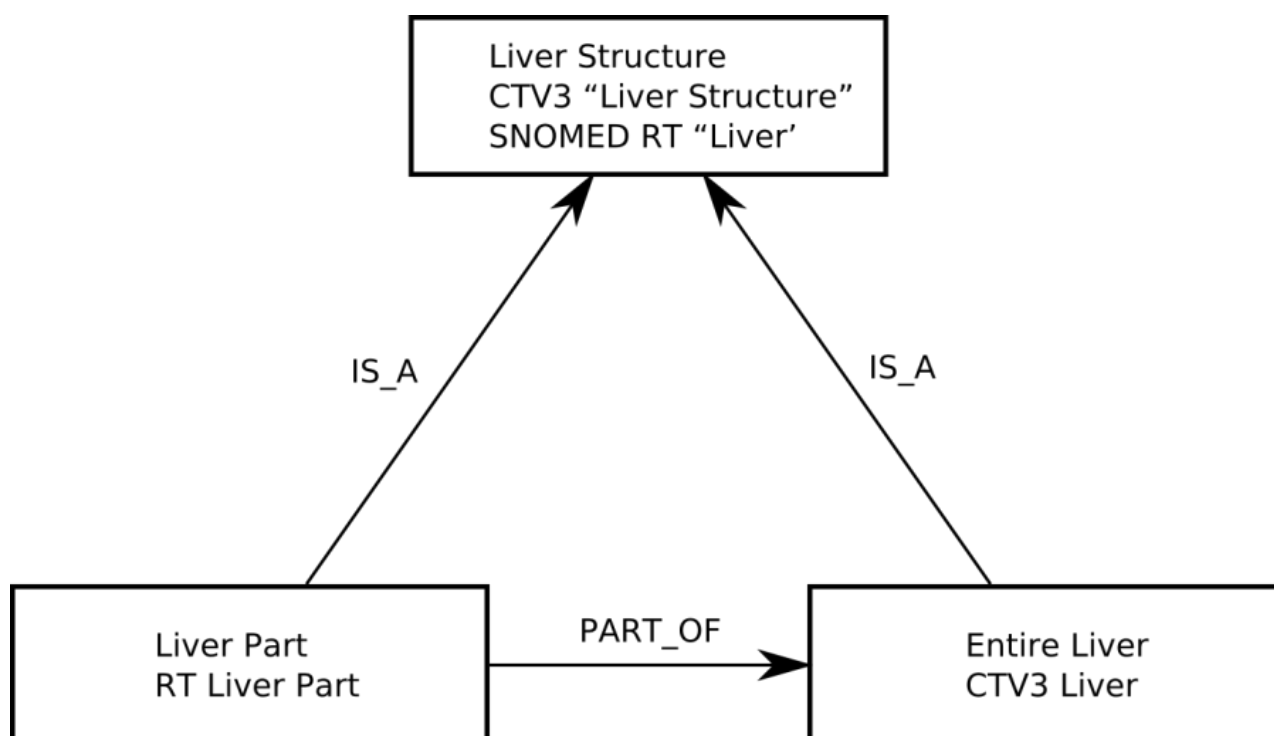 Liver Structure
CTV3 “Liver Structure”
SNOMED RT “Liver’
IS_A
IS_A
PART_OF
Liver Part
RT Liver Part
Entire Liver
CTV3 Liver